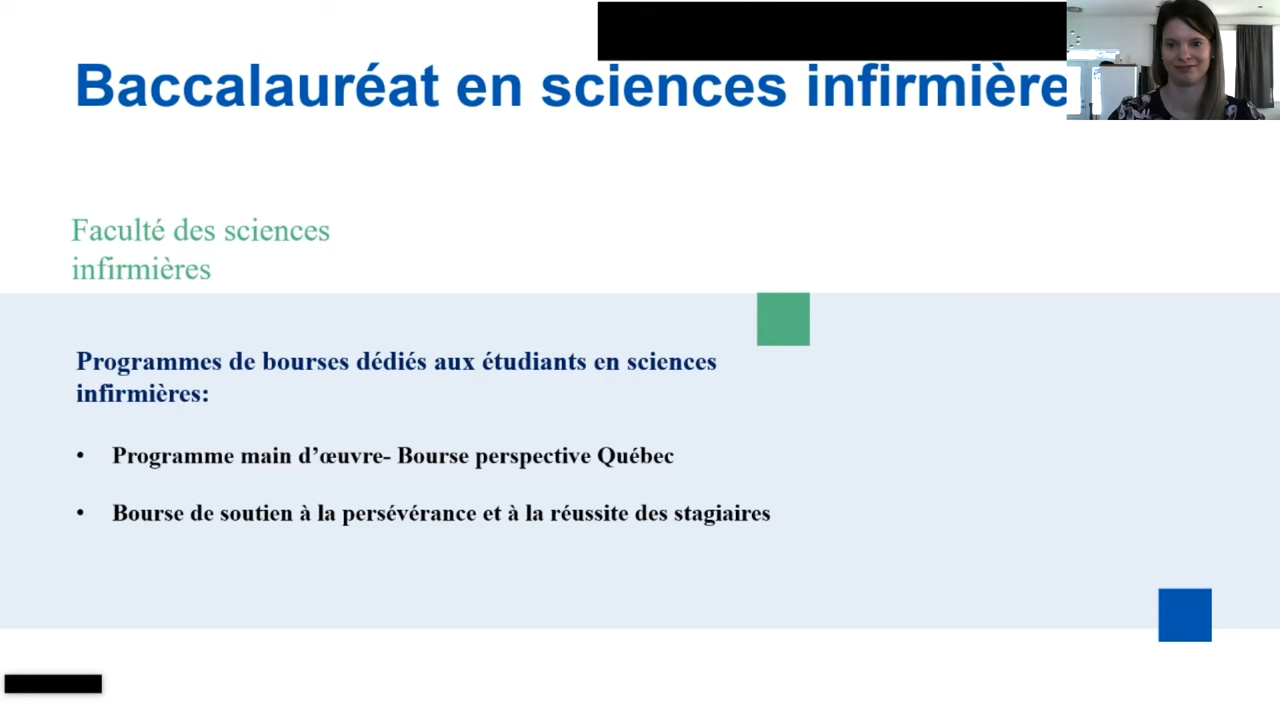 Baccalauréat en sciences infirmière
Faculté des sciences
infirmières
Programmes de bourses dédiés aux étudiants en sciences
infirmières:
• Programme main d’œuvre- Bourse perspective Québec
• Bourse de soutien à la persévérance et à la réussite des stagiaires